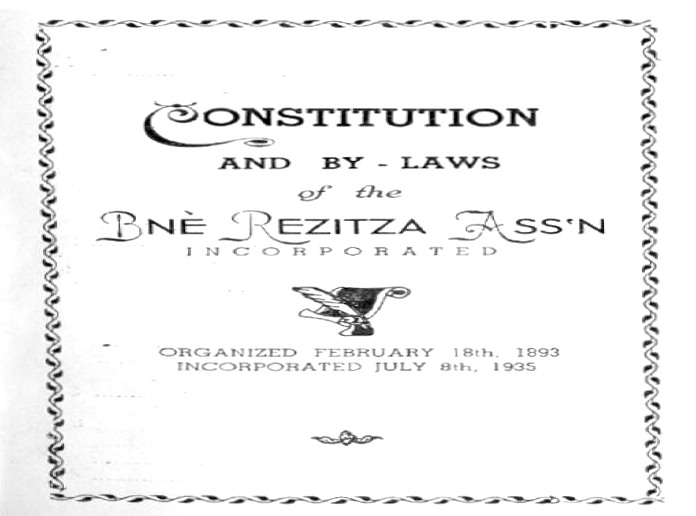 CONSTITUTION
AND BY - LAWS
of the
BNÈ REZITZA ASS'N
INCORPORATED
ORGANIZED FEBRUARY 18th, 1893
INCORPORATED JULY 8th, 1935